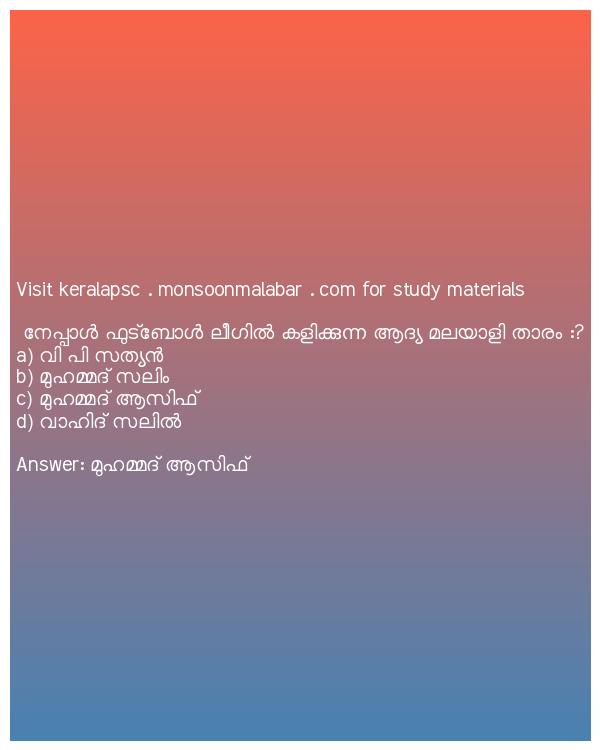 Visit keralapsc . monsoonmalabar . com for study materials
നേപ്പാൾ ഫുട്ബോൾ ലീഗിൽ കളിക്കുന്ന ആദ്യ മലയാളി താരം :?
a) വി പി സത്യൻ
b) മുഹമ്മദ് സലിം
c) മുഹമ്മദ് ആസിഫ്
d) വാഹിദ് സലിൽ
Answer: മുഹമ്മദ് ആസിഫ്